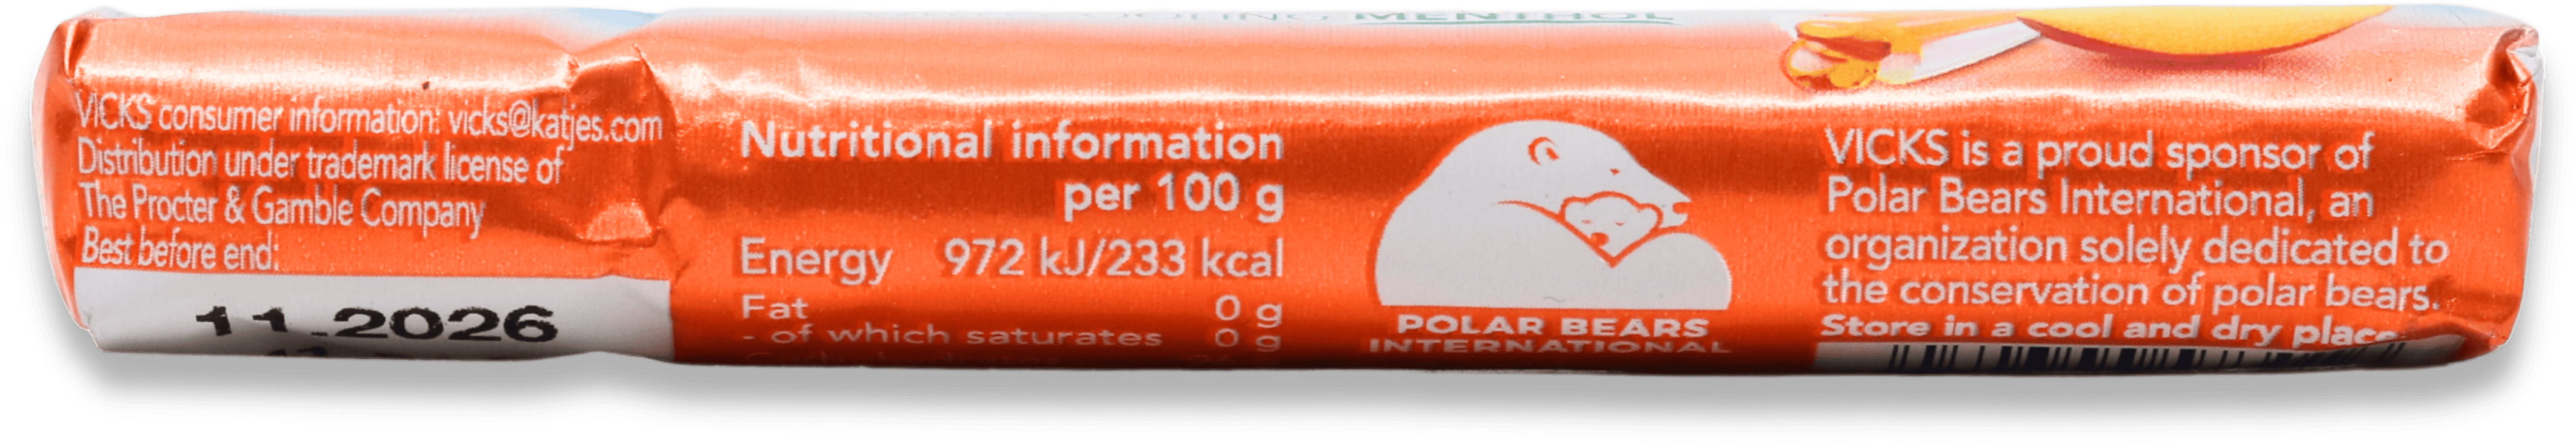 COOLING MENTHOL
VICKS consumer information: vicks@katjes.com
Distribution under trademark license of
The Procter & Gamble Company
Best before end:
11.2026
Nutritional information
per 100 g
Energy 972 kJ/233 kcal
Fat 0 g
- of which saturates 0 g
POLAR BEARS
INTERNATIONAL
VICKS is a proud sponsor of
Polar Bears International, an
organization solely dedicated to
the conservation of polar bears.
Store in a cool and dry place